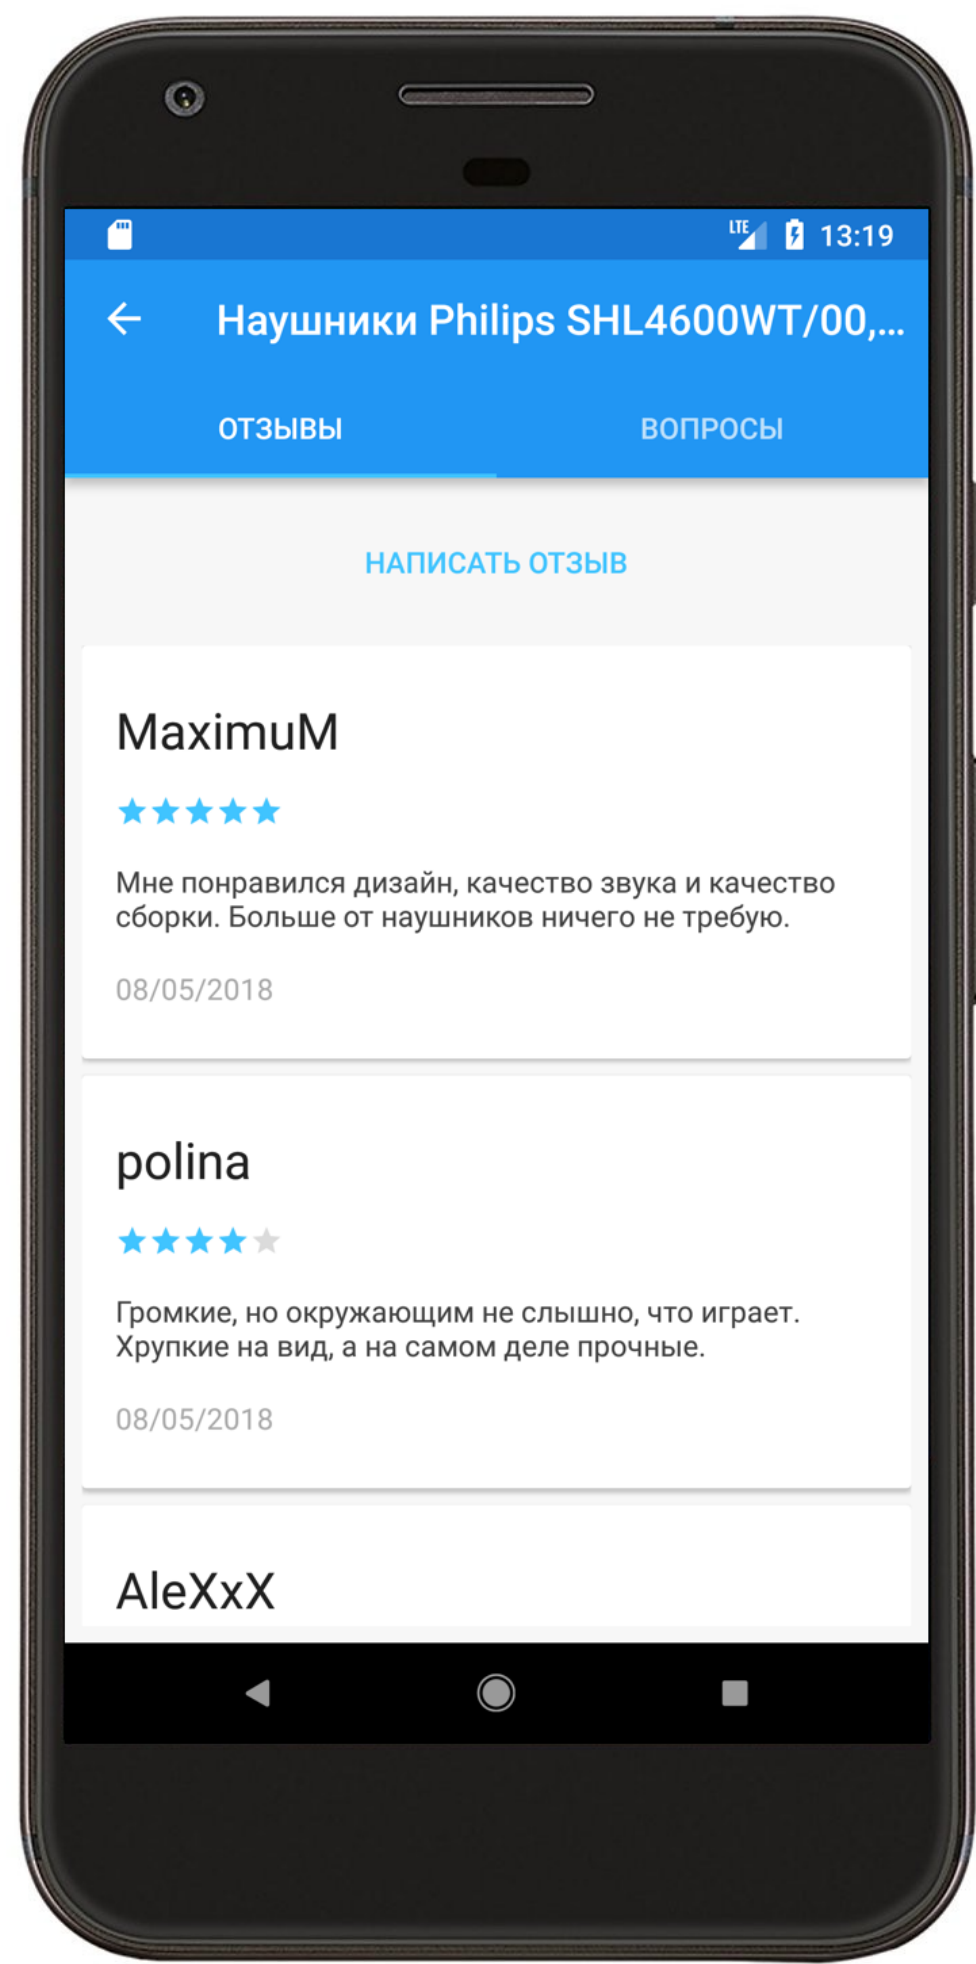 LTE 13:19
Наушники Philips SHL4600WT/00,...
ОТЗЫВЫ ВОПРОСЫ
НАПИСАТЬ ОТЗЫВ
MaximuM
Мне понравился дизайн, качество звука и качество
сборки. Больше от наушников ничего не требую.
08/05/2018
polina
Громкие, но окружающим не слышно, что играет.
Хрупкие на вид, а на самом деле прочные.
08/05/2018
AleXxX